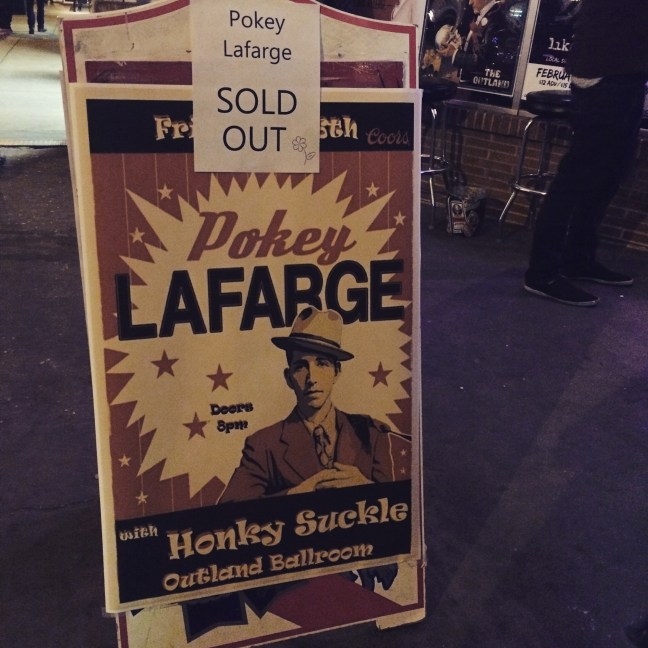 Pokey
Lafarge
SOLD
OUT
Coors
Pokey
LAFARGE
Doors
8pm
with Honky Suckle
Outland Ballroom
THE
OUTLAND